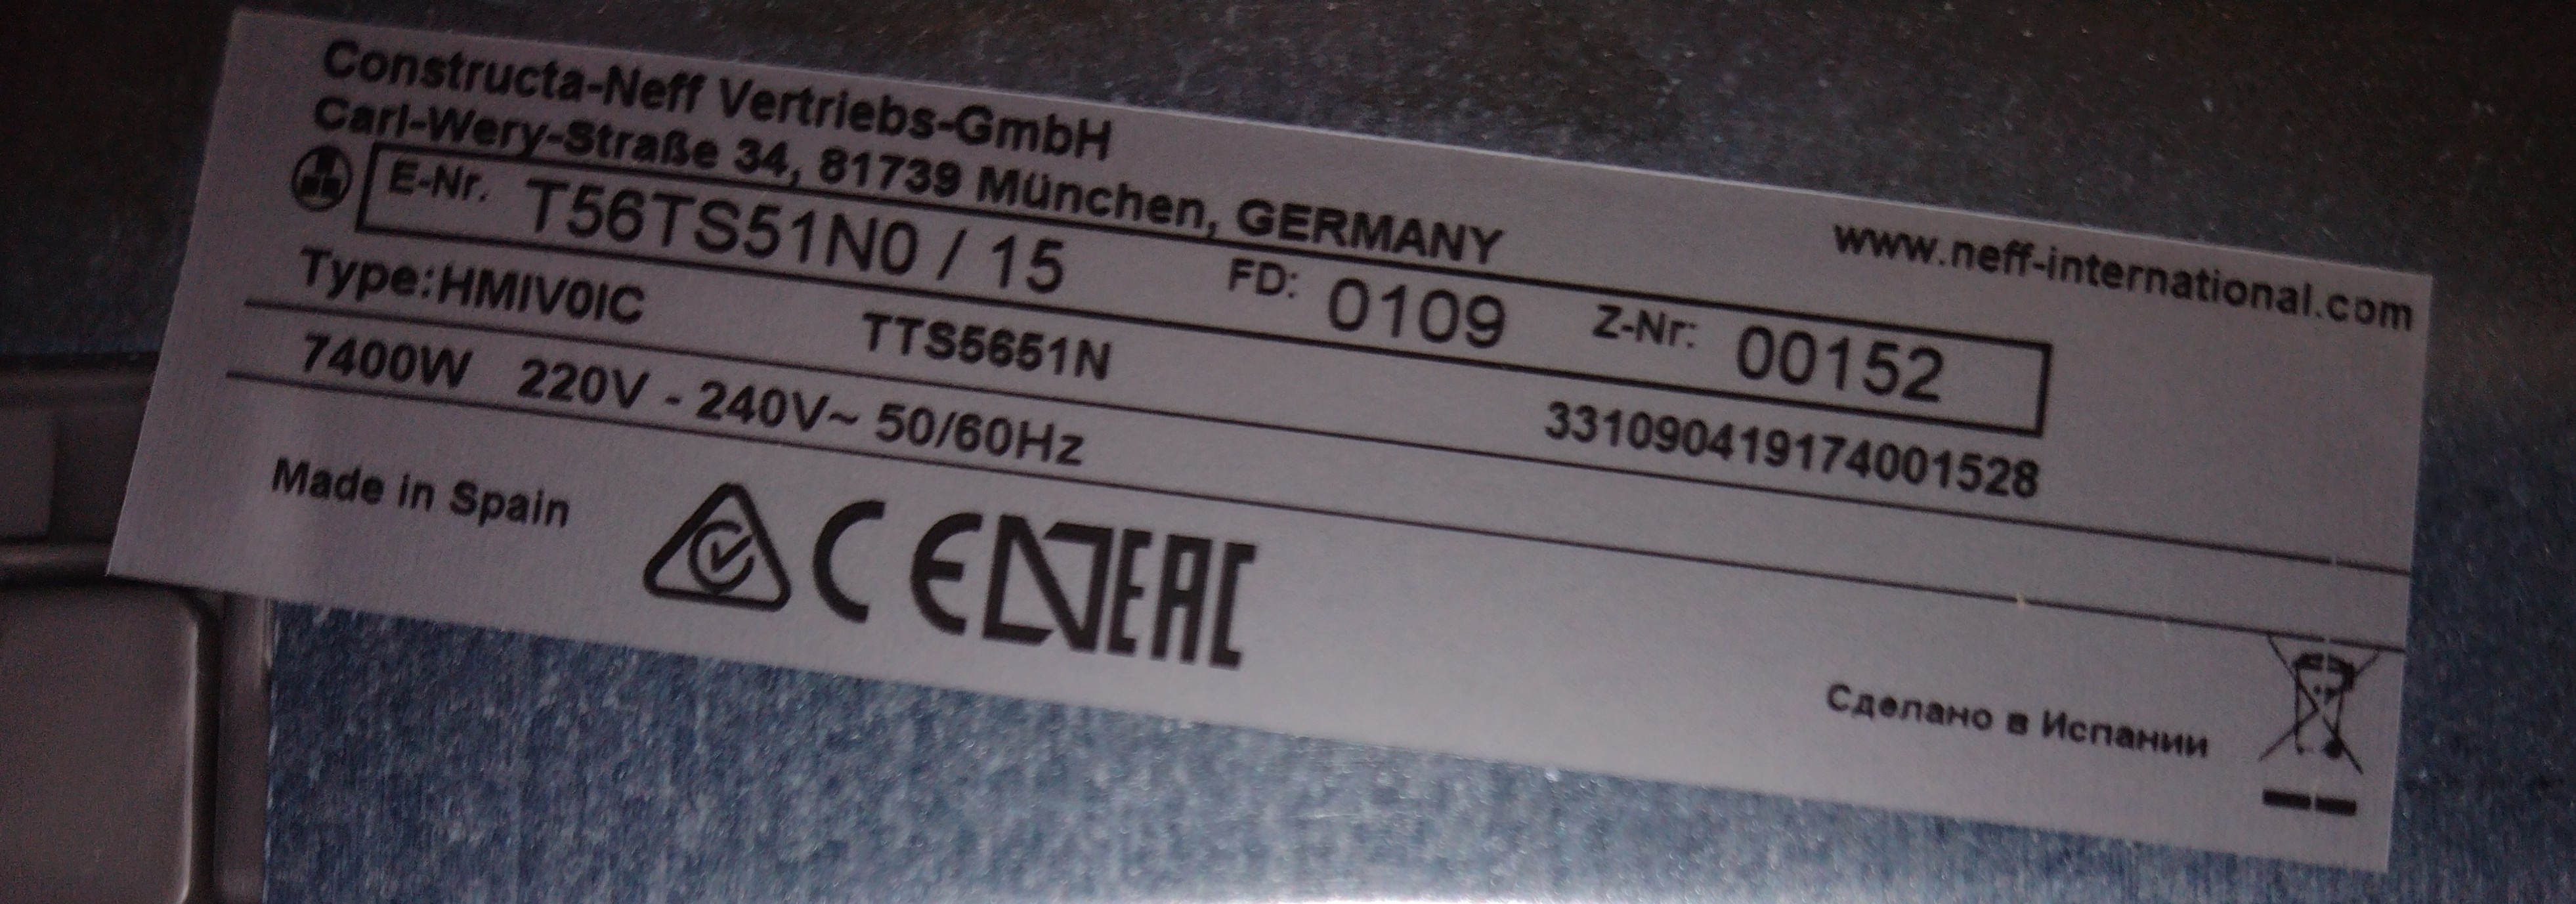 Constructa-Neff Vertriebs-GmbH
Carl-Wery-Straße 34, 81739 München, GERMANY
www.neff-international.com
E-Nr. T56TS51N0 / 15 FD: 0109 Z-Nr: 00152
Type:HMIV0IC TTS5651N 331090419174001528
7400W 220V - 240V~ 50/60Hz
Made in Spain
CE EAC
Сделано в Испании